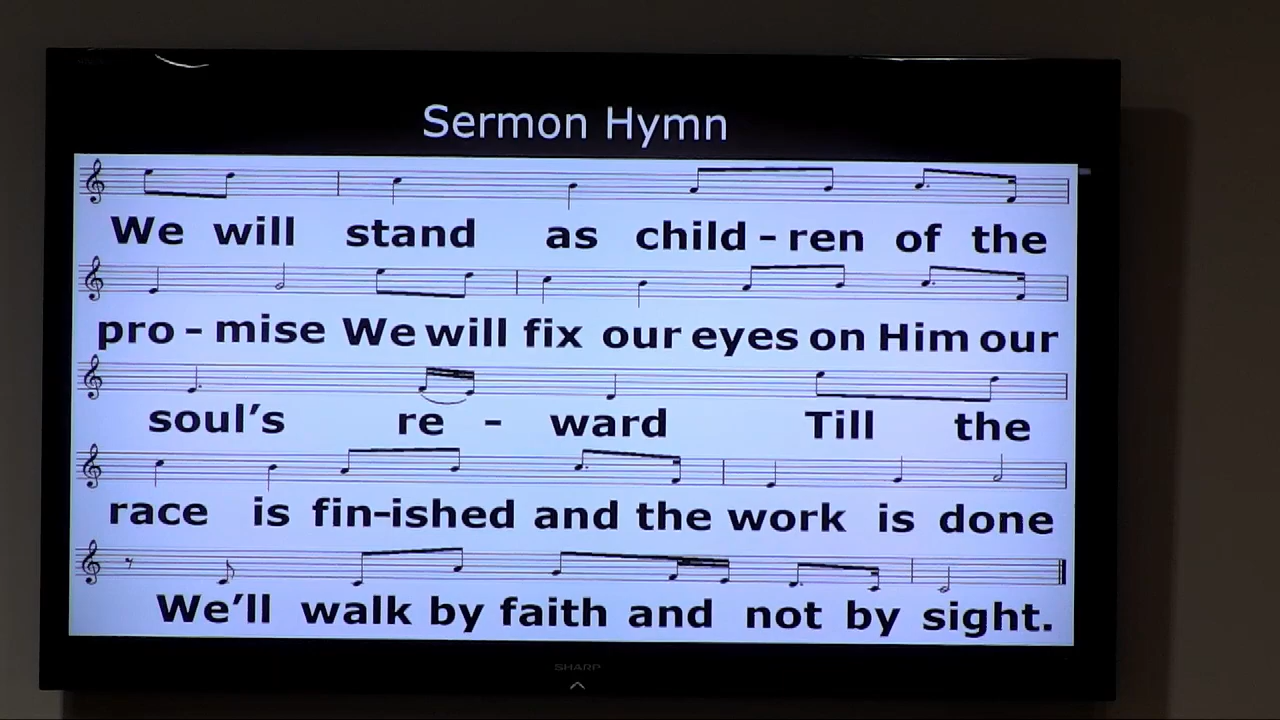 Sermon Hymn
We will stand as child-ren of the
pro-mise We will fix our eyes on Him our
soul's re-ward Till the
race is fin-ished and the work is done
We'll walk by faith and not by sight.
SHARP